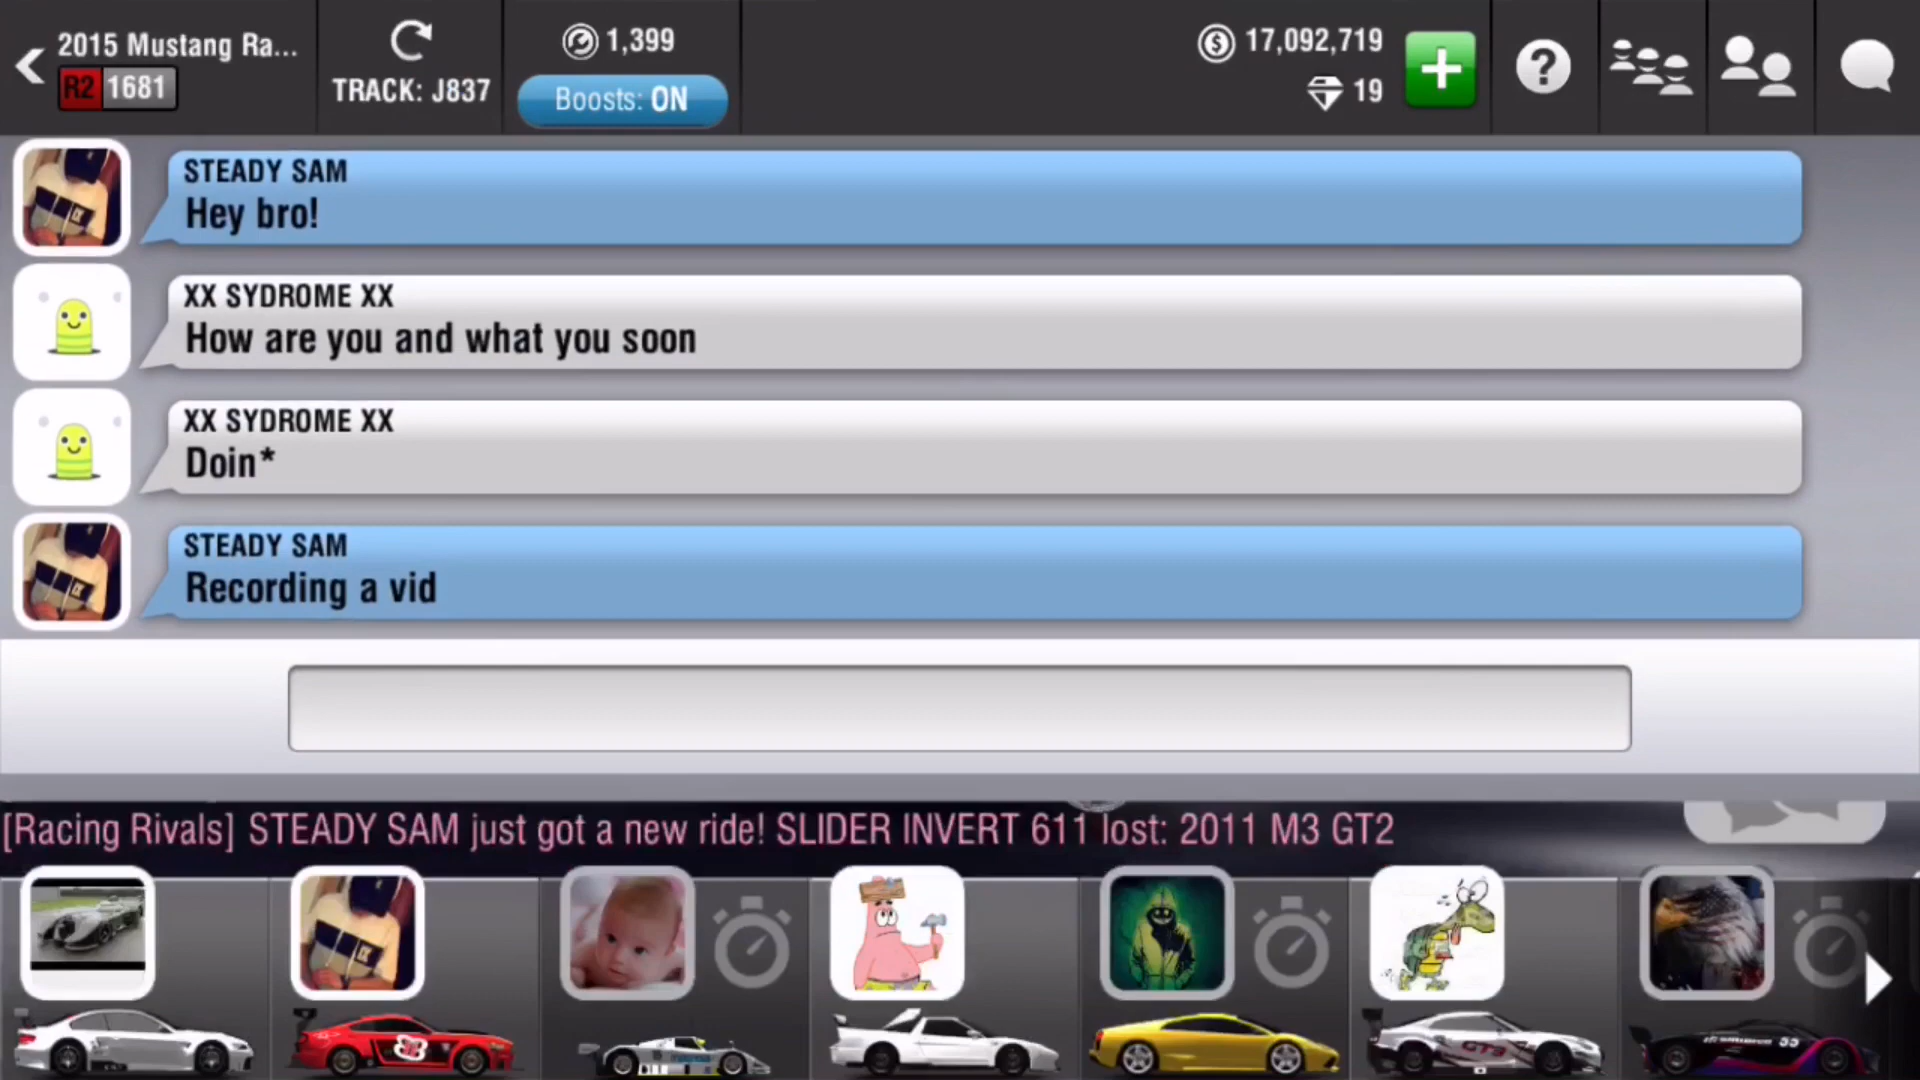 2015 Mustang Ra...
R2 1681
TRACK: J837
1,399
Boosts: ON
17,092,719
19
STEADY SAM
Hey bro!
XX SYDROME XX
How are you and what you soon
XX SYDROME XX
Doin*
STEADY SAM
Recording a vid
[Racing Rivals] STEADY SAM just got a new ride! SLIDER INVERT 611 lost: 2011 M3 GT2
GT3